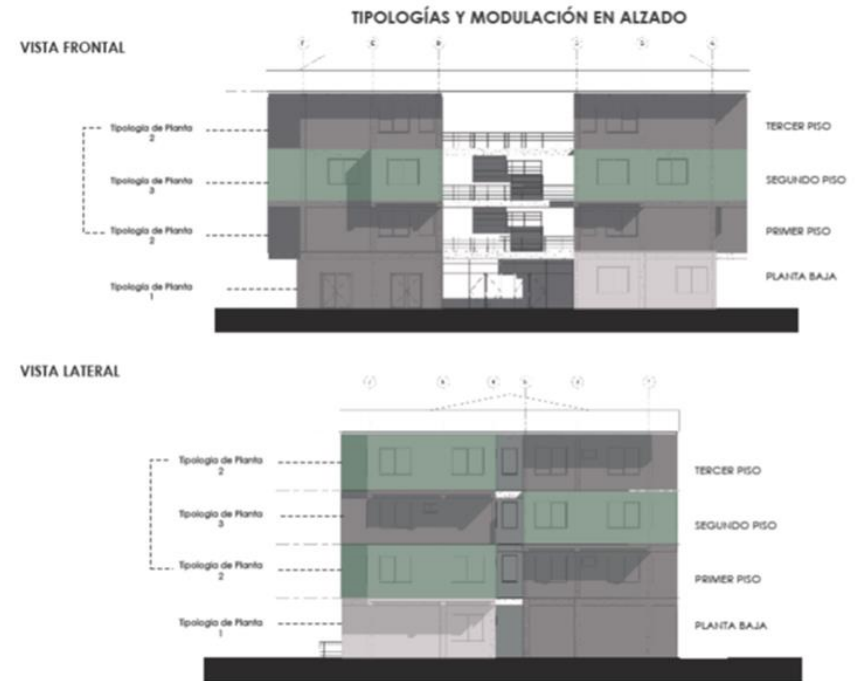 TIPOLOGÍAS Y MODULACIÓN EN ALZADO
VISTA FRONTAL
Tipología de Planta
2
TERCER PISO
Tipología de Planta
3
SEGUNDO PISO
Tipología de Planta
2
PRIMER PISO
Tipología de Planta
1
PLANTA BAJA
VISTA LATERAL
Tipología de Planta
2
TERCER PISO
Tipología de Planta
3
SEGUNDO PISO
Tipología de Planta
2
PRIMER PISO
Tipología de Planta
1
PLANTA BAJA